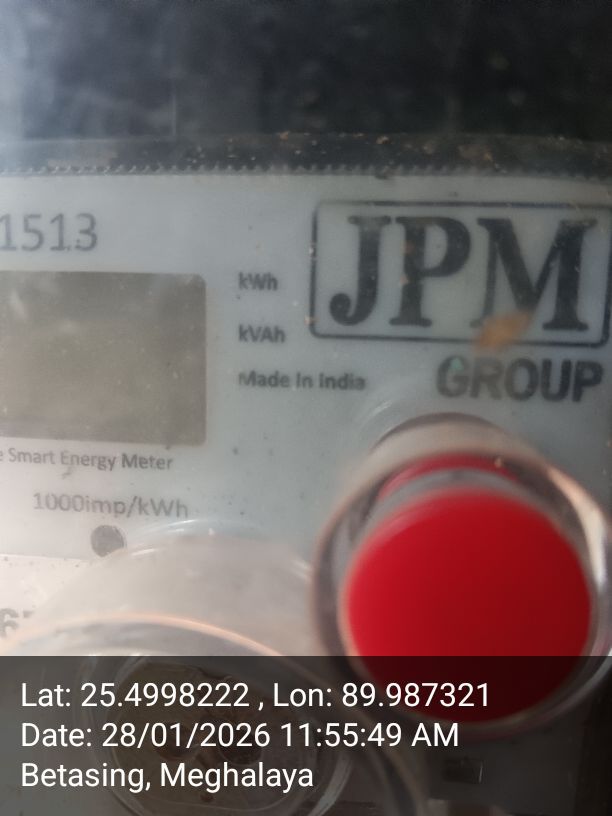 1513
JPM
GROUP
kWh
kVAh
Made In India
Smart Energy Meter
1000imp/kWh
Lat: 25.4998222 , Lon: 89.987321
Date: 28/01/2026 11:55:49 AM
Betasing, Meghalaya